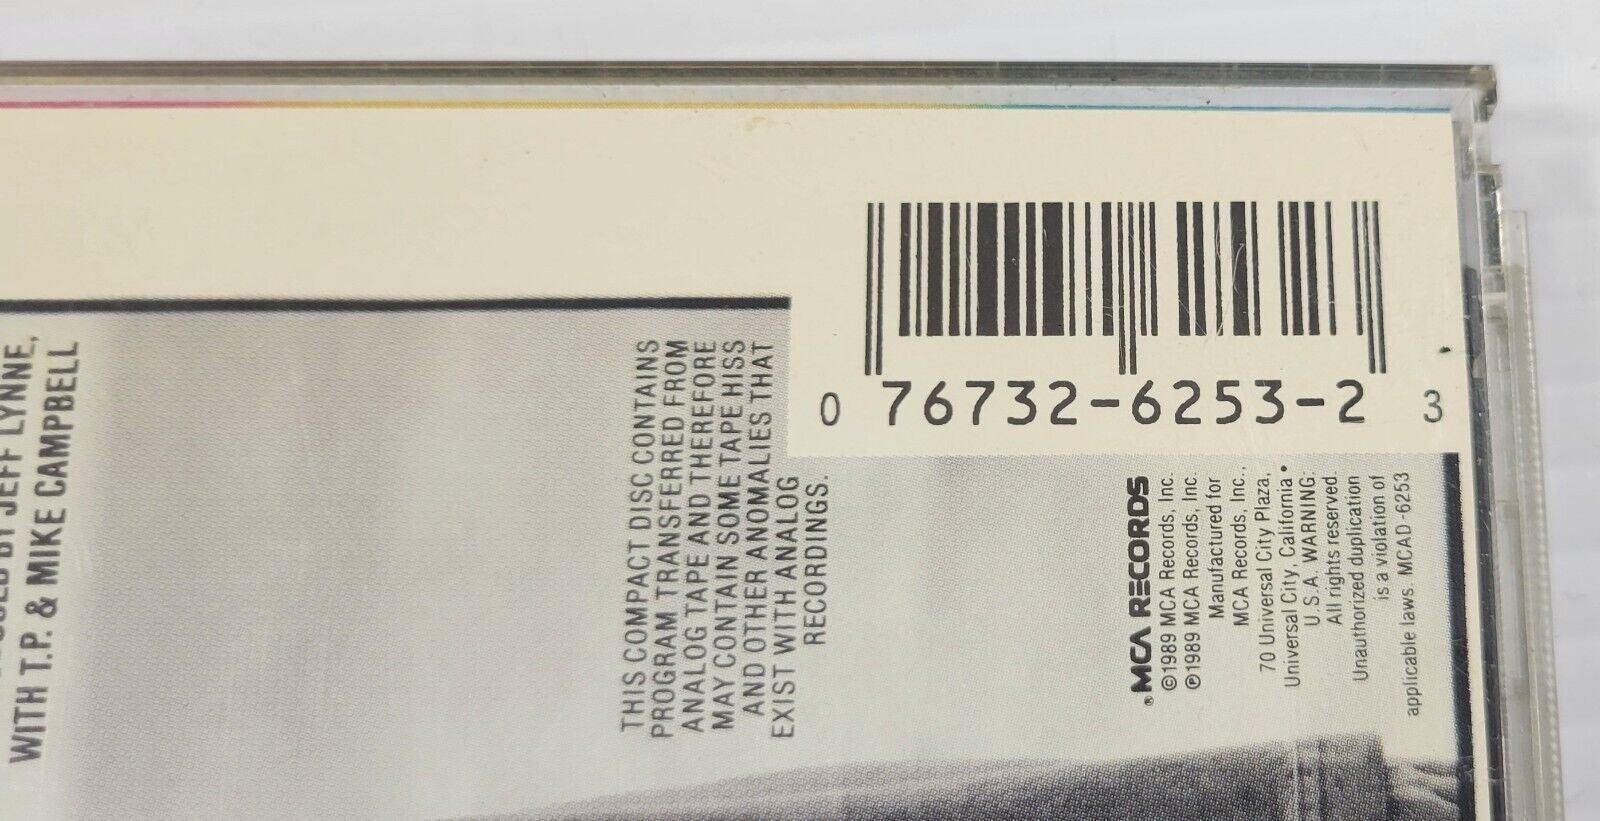 0 76732-6253-2 3
BY JEFF LYNNE,
WITH T.P. & MIKE CAMPBELL
THIS COMPACT DISC CONTAINS
PROGRAM TRANSFERRED FROM
ANALOG TAPE AND THEREFORE
MAY CONTAIN SOME TAPE HISS
AND OTHER ANOMALIES THAT
EXIST WITH ANALOG
RECORDINGS.
MCA RECORDS
©1989 MCA Records, Inc.
℗1989 MCA Records, Inc.
Manufactured for
MCA Records, Inc.,
70 Universal City Plaza,
Universal City, California •
U.S.A. WARNING:
All rights reserved.
Unauthorized duplication
is a violation of
applicable laws. MCAD-6253